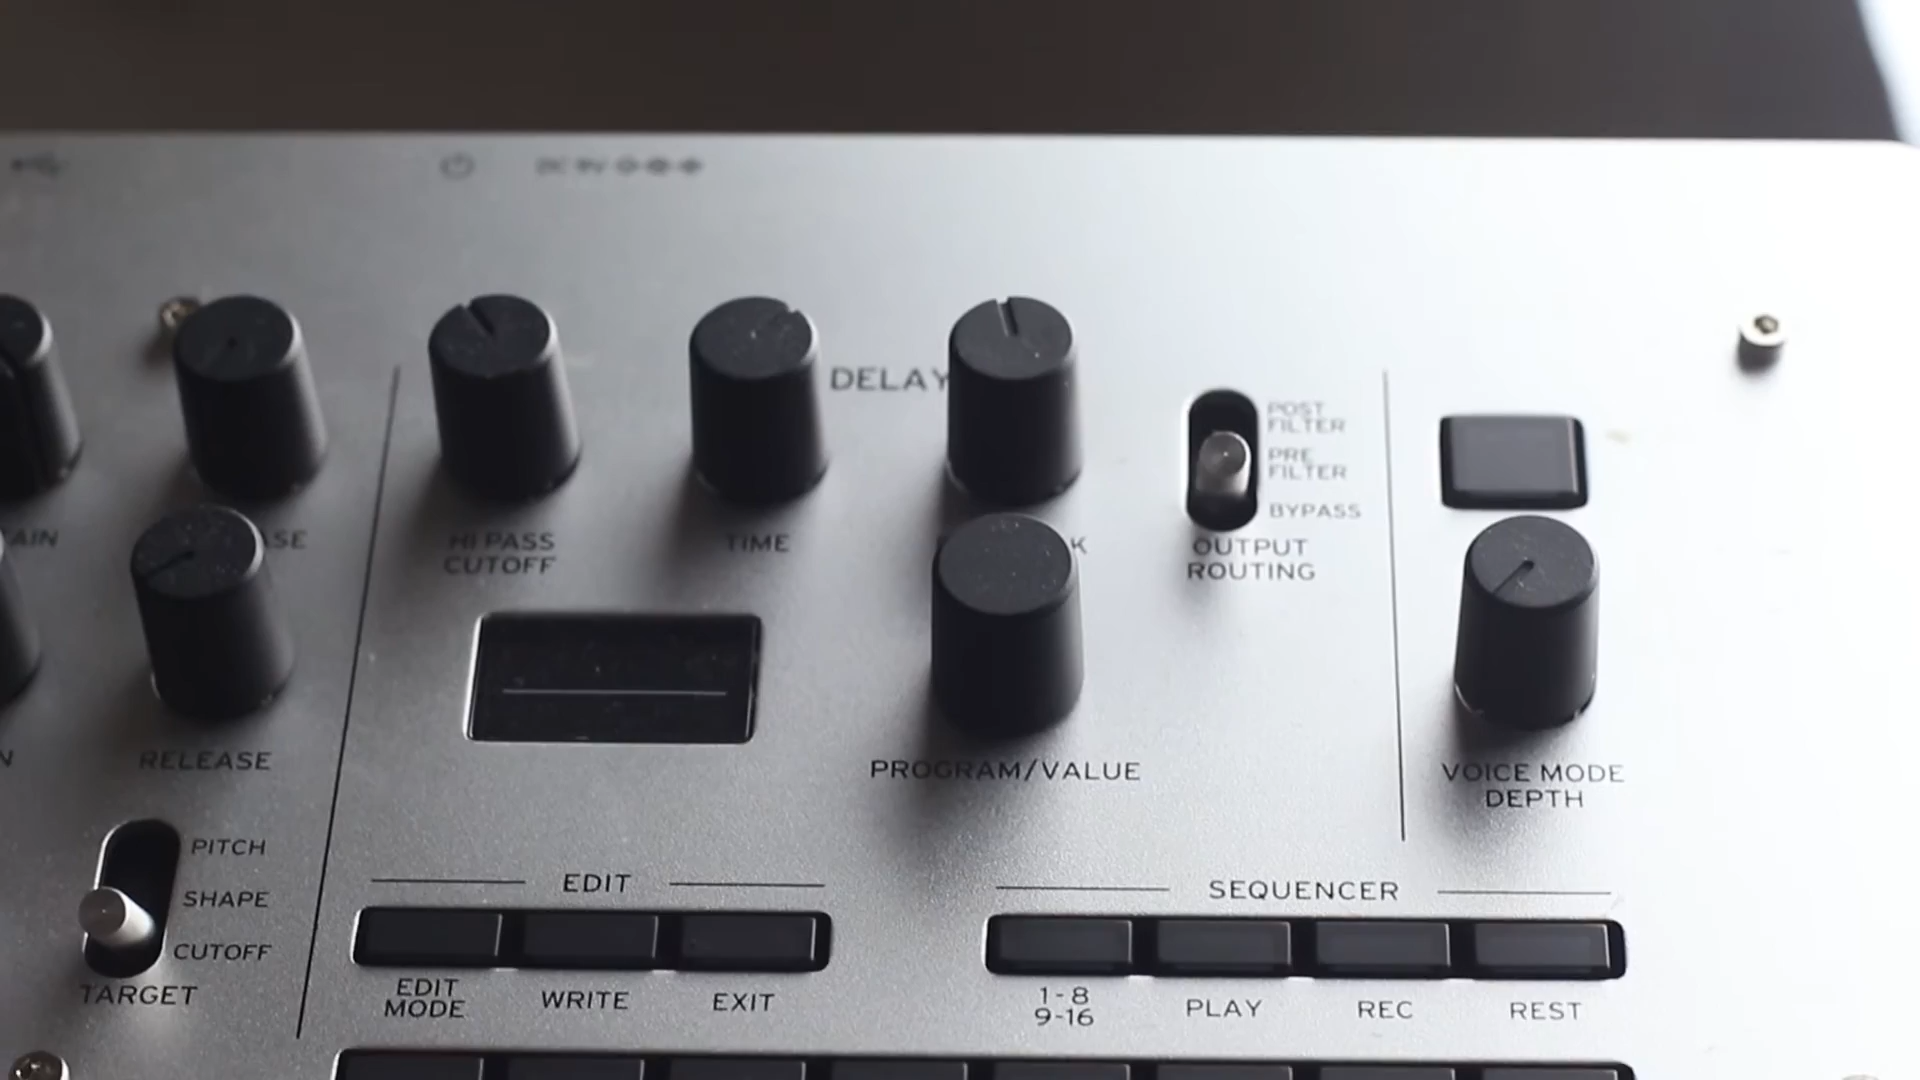 DELAY
POST
FILTER
PRE
FILTER
BYPASS
HI PASS
CUTOFF
TIME
OUTPUT
ROUTING
RELEASE
PROGRAM/VALUE
VOICE MODE
DEPTH
PITCH
SHAPE
CUTOFF
TARGET
EDIT
SEQUENCER
EDIT
MODE
WRITE
EXIT
1-8
9-16
PLAY
REC
REST